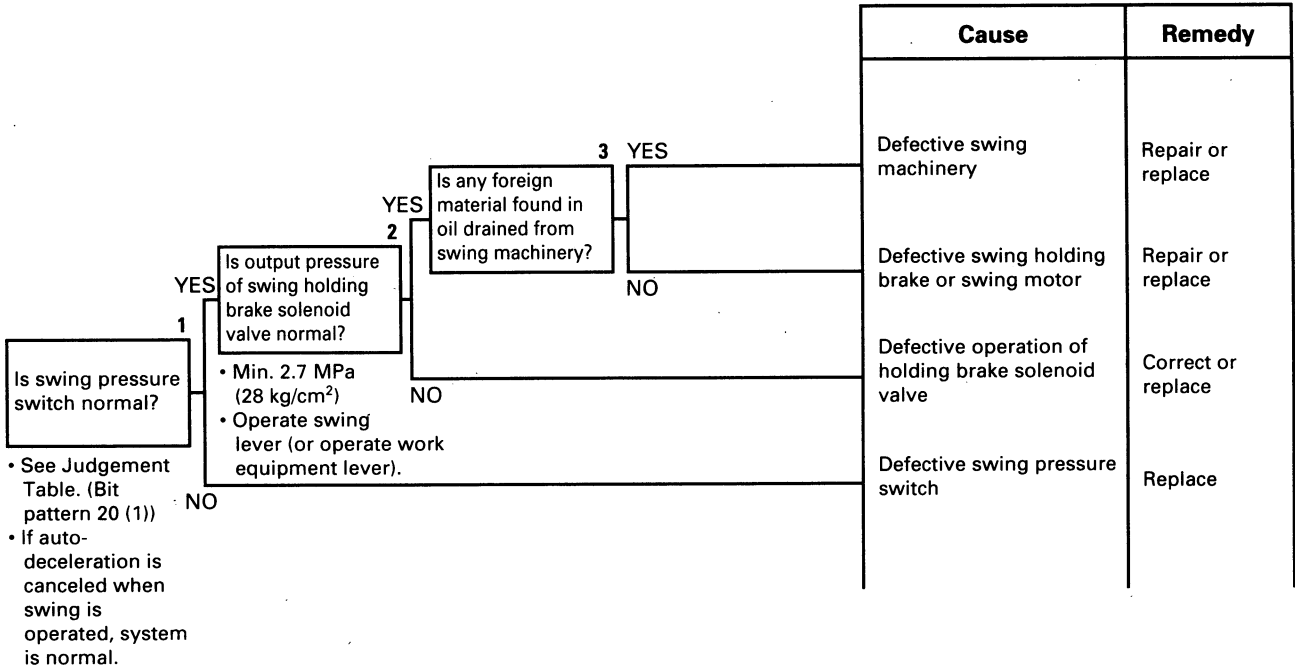 Cause
Remedy
3 YES
Is any foreign
material found in
oil drained from
swing machinery?
Defective swing
machinery
Repair or
replace
YES
2
Is output pressure
of swing holding
brake solenoid
valve normal?
NO
Defective swing holding
brake or swing motor
Repair or
replace
YES
1
Is swing pressure
switch normal?
• Min. 2.7 MPa
(28 kg/cm²)
• Operate swing
lever (or operate work
equipment lever).
NO
Defective operation of
holding brake solenoid
valve
Correct or
replace
• See Judgement
Table. (Bit
pattern 20 (1))
• If auto-
deceleration is
canceled when
swing is
operated, system
is normal.
NO
Defective swing pressure
switch
Replace